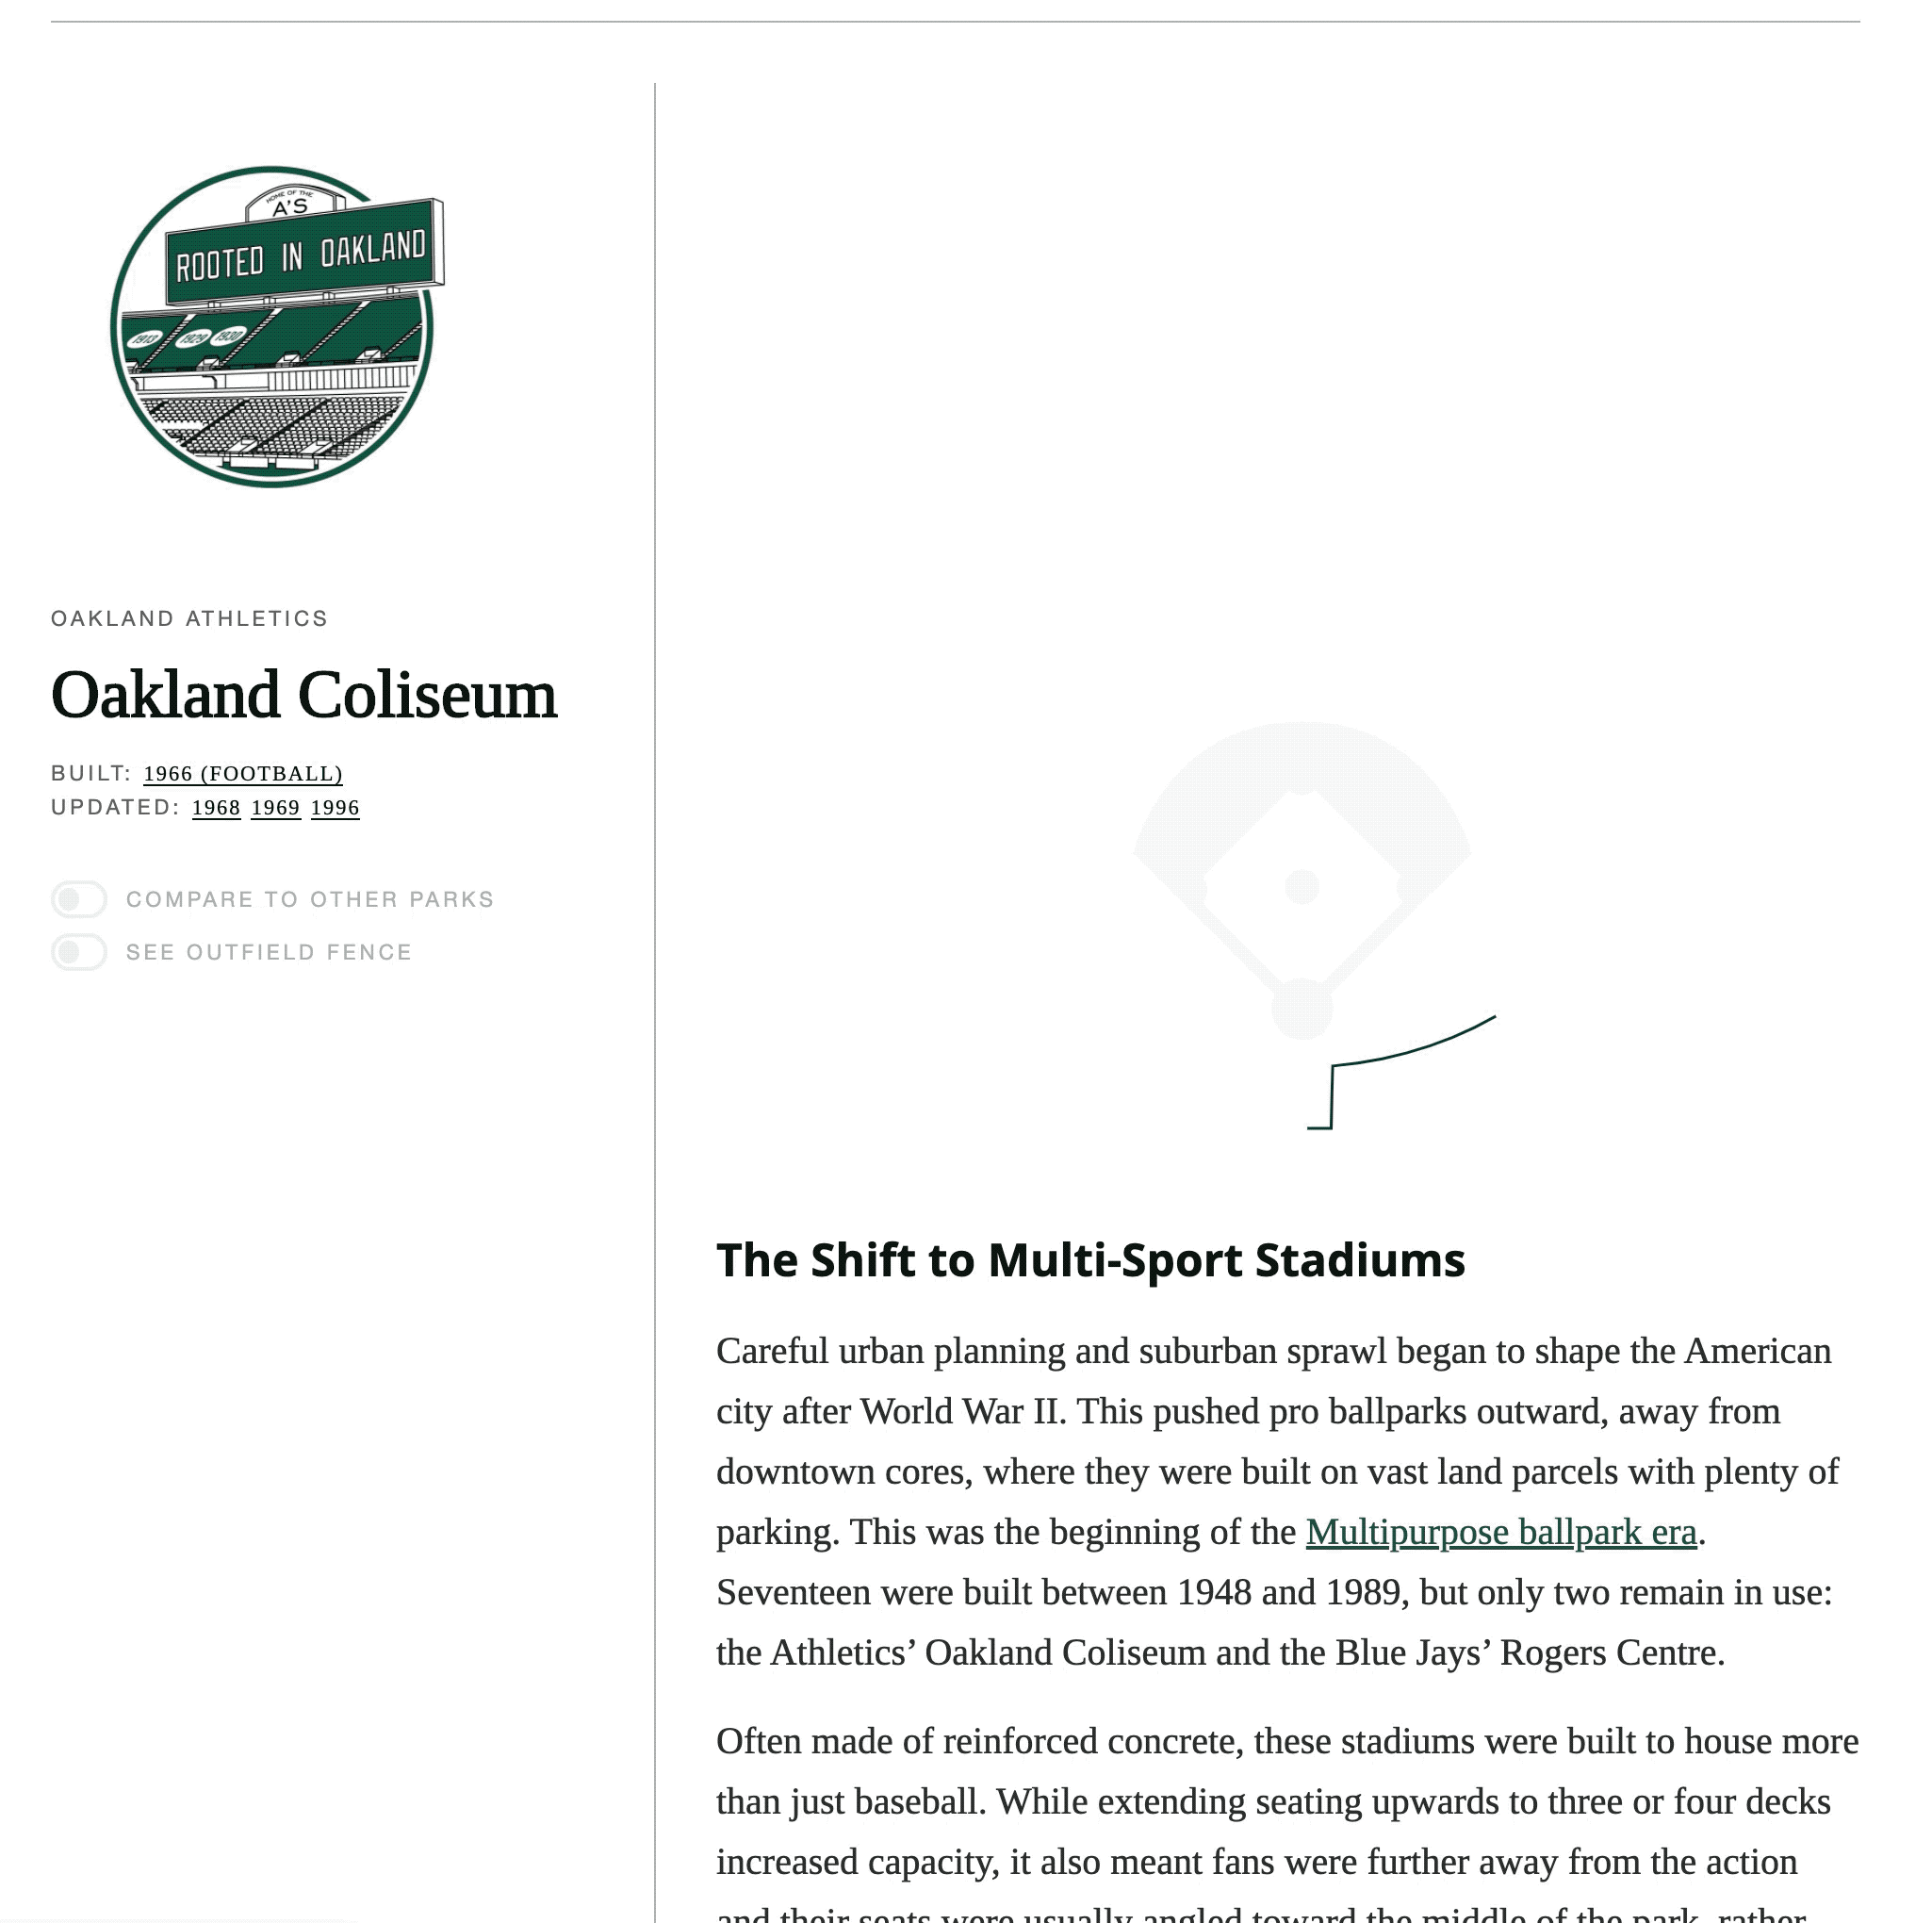 HOME OF THE
A'S
ROOTED IN OAKLAND
1913 1929 1930
OAKLAND ATHLETICS
Oakland Coliseum
BUILT: 1966 (FOOTBALL)
UPDATED: 1968 1969 1996
COMPARE TO OTHER PARKS
SEE OUTFIELD FENCE
The Shift to Multi-Sport Stadiums
Careful urban planning and suburban sprawl began to shape the American
city after World War II. This pushed pro ballparks outward, away from
downtown cores, where they were built on vast land parcels with plenty of
parking. This was the beginning of the Multipurpose ballpark era.
Seventeen were built between 1948 and 1989, but only two remain in use:
the Athletics’ Oakland Coliseum and the Blue Jays’ Rogers Centre.
Often made of reinforced concrete, these stadiums were built to house more
than just baseball. While extending seating upwards to three or four decks
increased capacity, it also meant fans were further away from the action
and their seats were usually angled toward the middle of the park, rather